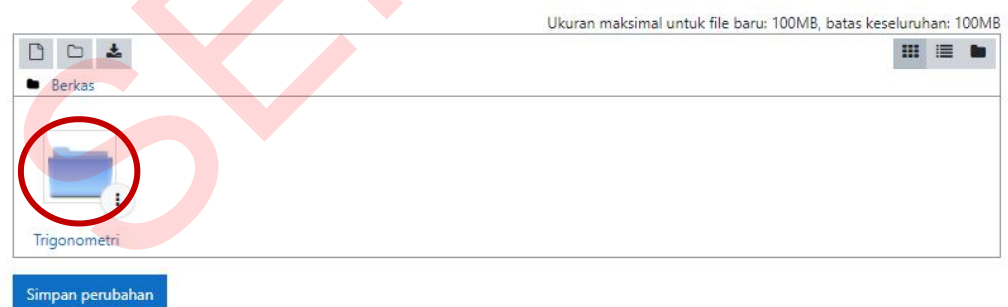 Ukuran maksimal untuk file baru: 100MB, batas keseluruhan: 100MB
Berkas
Trigonometri
Simpan perubahan